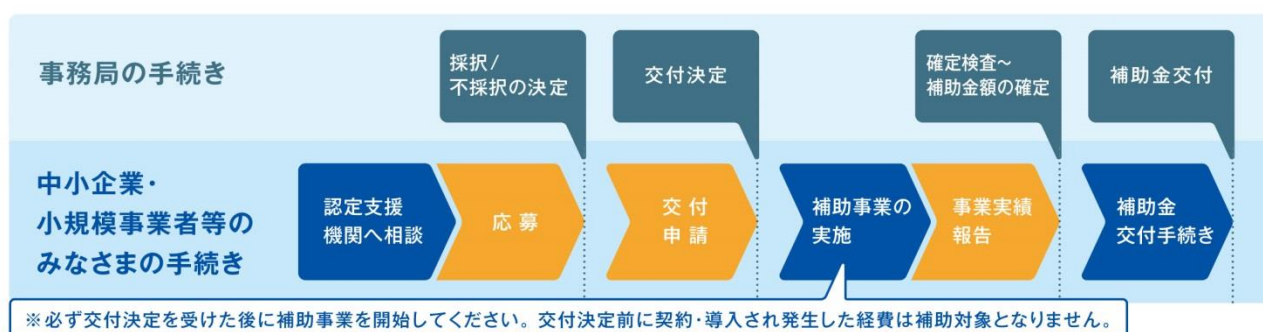 事務局の手続き
採択/
不採択の決定
交付決定
確定検査~
補助金額の確定
補助金交付
中小企業・
小規模事業者等の
みなさまの手続き
認定支援
機関へ相談
応募
交付
申請
補助事業の
実施
事業実績
報告
補助金
交付手続き
※必ず交付決定を受けた後に補助事業を開始してください。交付決定前に契約・導入され発生した経費は補助対象となりません。